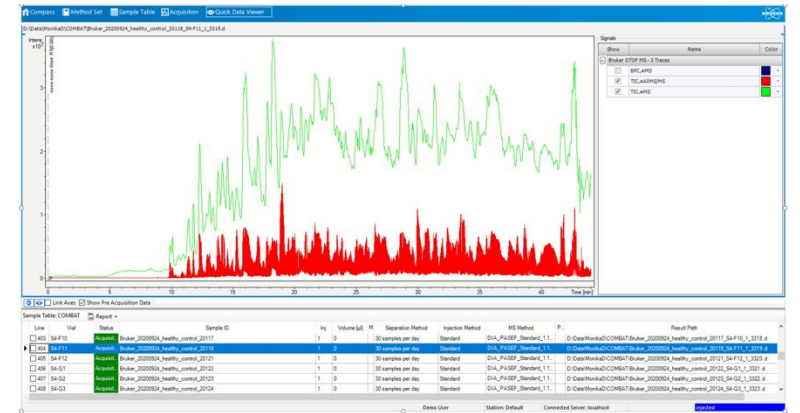 Compass Method Set Sample Table Acquisition Quick Data Viewer
BRUKER
D:\Data\MonikaD\COMBAT\Bruker_20200924_healthy_control_20118_S4-F11_1_3319.d
Intens.
x10⁷
3
2
1
0
0 5 10 15 20 25 30 35 40 Time [min]
Signals
Show Name Color
Bruker OTOF MS - 3 Traces
BPC,±MS
TIC,±AllMS/MS
TIC,±MS
Link Axes Show Pre Acquisition Data
Sample Table: COMBAT Report
Line Vial Status Sample ID Inj. Volume [µl] M Separation Method Injection Method MS Method P... Result Path
403 S4-F10 Acquisit.. Bruker_20200924_healthy_control_20117 1 0 30 samples per day Standard DIA_PASEF_Standard_1.1.. D:\Data\MonikaD\COMBAT\Bruker_20200924_healthy_control_20117_S4-F10_1_3318.d
404 S4-F11 Acquisit.. Bruker_20200924_healthy_control_20118 1 0 30 samples per day Standard DIA_PASEF_Standard_1.1.. D:\Data\MonikaD\COMBAT\Bruker_20200924_healthy_control_20118_S4-F11_1_3319.d
405 S4-F12 Acquisit.. Bruker_20200924_healthy_control_20121 1 0 30 samples per day Standard DIA_PASEF_Standard_1.1.. D:\Data\MonikaD\COMBAT\Bruker_20200924_healthy_control_20121_S4-F12_1_3320.d
406 S4-G1 Acquisit.. Bruker_20200924_healthy_control_20122 1 0 30 samples per day Standard DIA_PASEF_Standard_1.1.. D:\Data\MonikaD\COMBAT\Bruker_20200924_healthy_control_20122_S4-G1_1_3321.d
407 S4-G2 Acquisit.. Bruker_20200924_healthy_control_20123 1 0 30 samples per day Standard DIA_PASEF_Standard_1.1.. D:\Data\MonikaD\COMBAT\Bruker_20200924_healthy_control_20123_S4-G2_1_3322.d
408 S4-G3 Acquisit.. Bruker_20200924_healthy_control_20124 1 0 30 samples per day Standard DIA_PASEF_Standard_1.1.. D:\Data\MonikaD\COMBAT\Bruker_20200924_healthy_control_20124_S4-G3_1_3323.d
Demo User Station: Default Connected Server: localhost injected